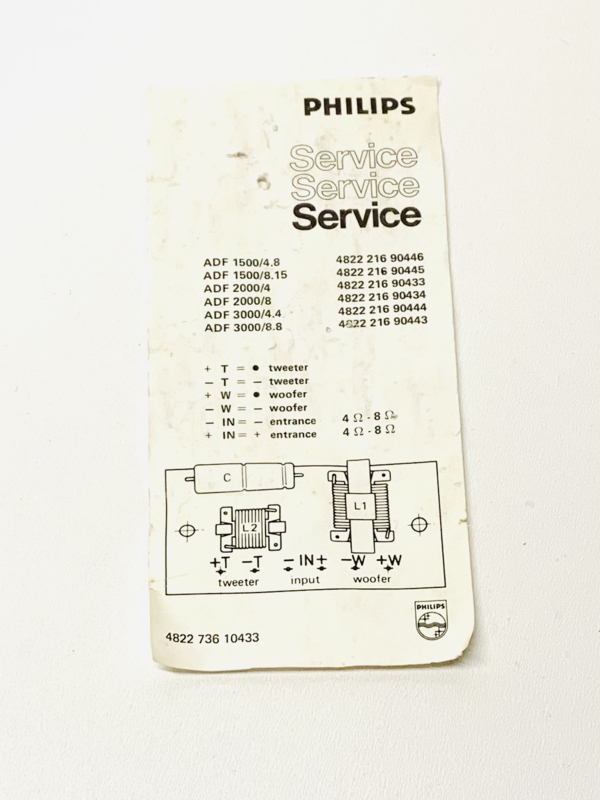 PHILIPS
Service
Service
Service
ADF 1500/4.8 4822 216 90446
ADF 1500/8.15 4822 216 90445
ADF 2000/4 4822 216 90433
ADF 2000/8 4822 216 90434
ADF 3000/4.4 4822 216 90444
ADF 3000/8.8 4822 216 90443
+ T = ● tweeter
− T = − tweeter
+ W = ● woofer
− W = − woofer
− IN = − entrance 4 Ω - 8 Ω
+ IN = + entrance 4 Ω - 8 Ω
C
L1
L2
+T −T − IN + −W +W
tweeter input woofer
PHILIPS
4822 736 10433